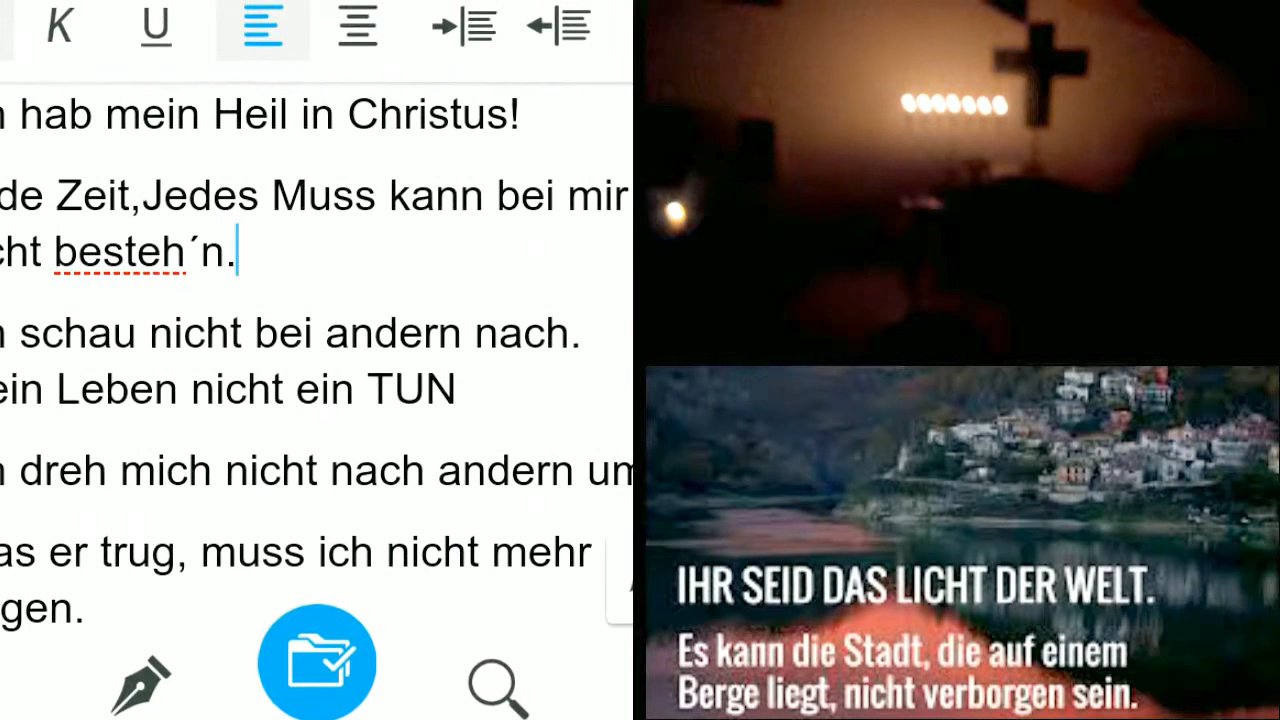 K U
hab mein Heil in Christus!
de Zeit,Jedes Muss kann bei mir
cht besteh´n.
schau nicht bei andern nach.
ein Leben nicht ein TUN
dreh mich nicht nach andern um
as er trug, muss ich nicht mehr
gen.
IHR SEID DAS LICHT DER WELT.
Es kann die Stadt, die auf einem
Berge liegt, nicht verborgen sein.